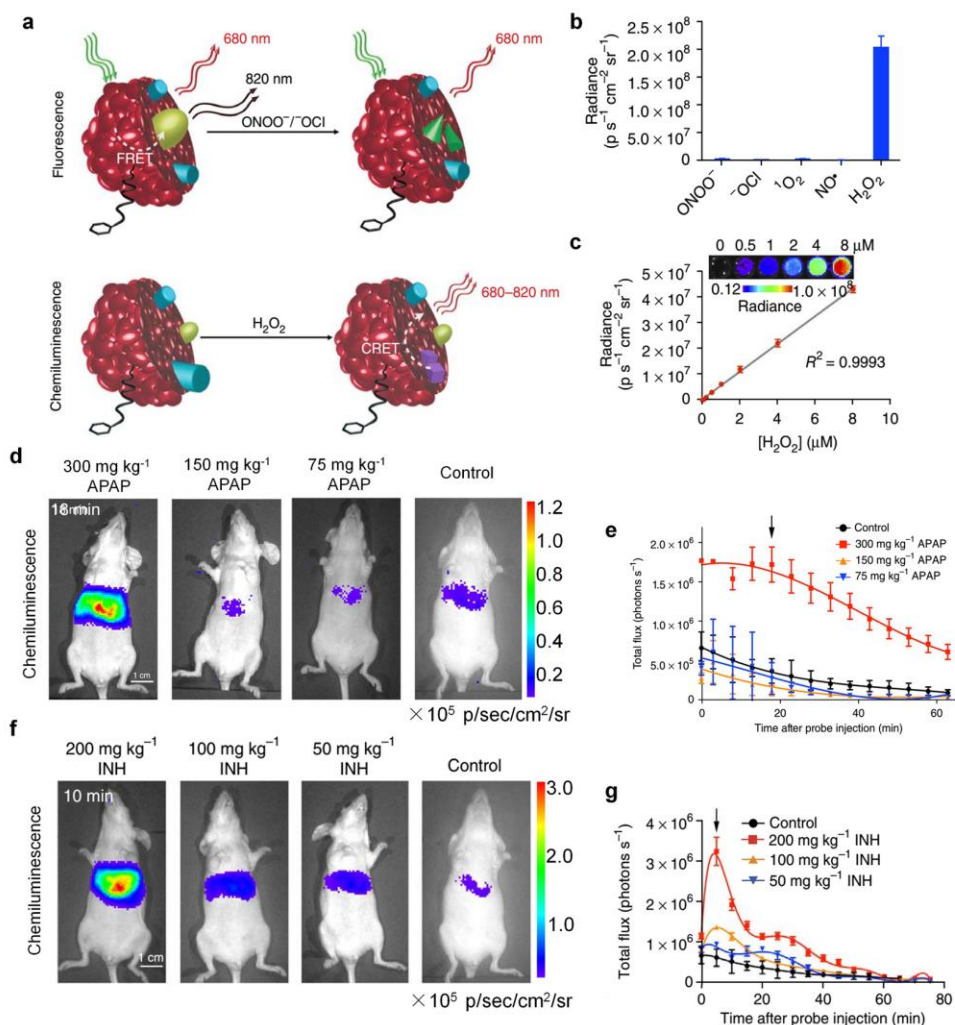 a
Fluorescence
680 nm
820 nm
FRET
ONOO⁻/⁻OCl
680 nm
Chemiluminescence
H₂O₂
CRET
680–820 nm
b
Radiance
(p s⁻¹ cm⁻² sr⁻¹)
2.5 × 10⁸
2.0 × 10⁸
1.5 × 10⁸
1.0 × 10⁸
5.0 × 10⁷
0
ONOO⁻
⁻OCl
¹O₂
NO•
H₂O₂
c
0 0.5 1 2 4 8 μM
0.12 1.0 × 10⁸
Radiance
Radiance
(p s⁻¹ cm⁻² sr⁻¹)
5 × 10⁷
4 × 10⁷
3 × 10⁷
2 × 10⁷
1 × 10⁷
0
R² = 0.9993
0 2 4 6 8 10
[H₂O₂] (μM)
d
300 mg kg⁻¹
APAP
150 mg kg⁻¹
APAP
75 mg kg⁻¹
APAP
Control
Chemiluminescence
18 min
1 cm
1.2
1.0
0.8
0.6
0.4
0.2
× 10⁵ p/sec/cm²/sr
e
Control
300 mg kg⁻¹ APAP
150 mg kg⁻¹ APAP
75 mg kg⁻¹ APAP
Total flux (photons s⁻¹)
2.0 × 10⁶
1.5 × 10⁶
1.0 × 10⁶
5.0 × 10⁵
0
0 20 40 60
Time after probe injection (min)
f
200 mg kg⁻¹
INH
100 mg kg⁻¹
INH
50 mg kg⁻¹
INH
Control
Chemiluminescence
10 min
1 cm
3.0
2.0
1.0
× 10⁵ p/sec/cm²/sr
g
Control
200 mg kg⁻¹ INH
100 mg kg⁻¹ INH
50 mg kg⁻¹ INH
Total flux (photons s⁻¹)
4 × 10⁶
3 × 10⁶
2 × 10⁶
1 × 10⁶
0
0 20 40 60 80
Time after probe injection (min)